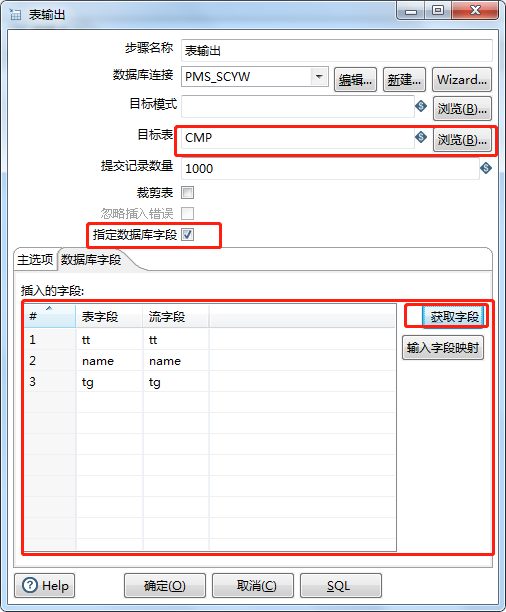 表输出
步骤名称 表输出
数据库连接 PMS_SCYW 编辑... 新建... Wizard...
目标模式 浏览(B)...
目标表 CMP 浏览(B)...
提交记录数量 1000
裁剪表
忽略插入错误
指定数据库字段
主选项 数据库字段
插入的字段:
# 表字段 流字段 获取字段
1 tt tt
输入字段映射
2 name name
3 tg tg
Help 确定(O) 取消(C) SQL